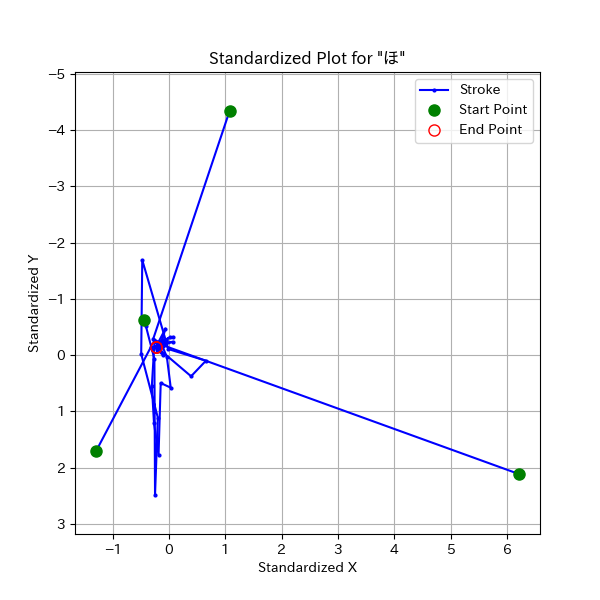 Standardized Plot for "ほ"
Stroke
Start Point
End Point
Standardized Y
−5
−4
−3
−2
−1
0
1
2
3
−1 0 1 2 3 4 5 6
Standardized X